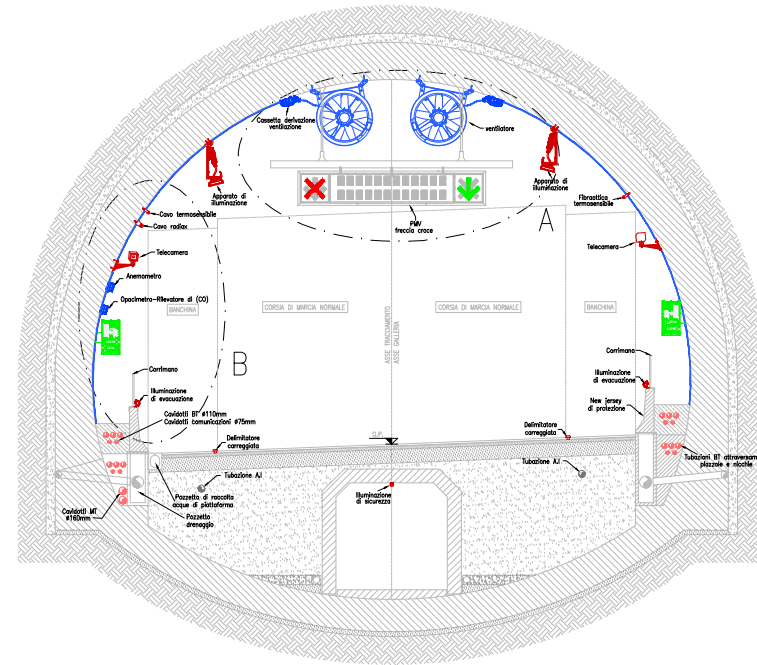 Cassetta derivazione
ventilazione
ventilatore
Apparato di
illuminazione
Apparato di
illuminazione
Fibraottica
termosensibile
PMV
freccia croce
A
Cavo termosensibile
Cavo radiax
Telecamera
Telecamera
Anemometro
Opacimetro-Rilevatore di (CO)
BANCHINA
CORSIA DI MARCIA NORMALE
ASSE TRACCIAMENTO
ASSE GALLERIA
CORSIA DI MARCIA NORMALE
BANCHINA
B
Corrimano
Corrimano
Illuminazione
di evacuazione
Illuminazione
di evacuazione
Cavidotti BT ø110mm
Cavidotti comunicazioni ø75mm
New jersey
di protezione
Delimitatore
carreggiata
Q.P.
Delimitatore
carreggiata
Tubazioni BT attraversam
piazzole e nicchie
Tubazione A.I
Tubazione A.I
Pozzetto di raccolta
acque di piattaforma
Illuminazione
di sicurezza
Cavidotti MT
ø160mm
Pozzetto
drenaggio